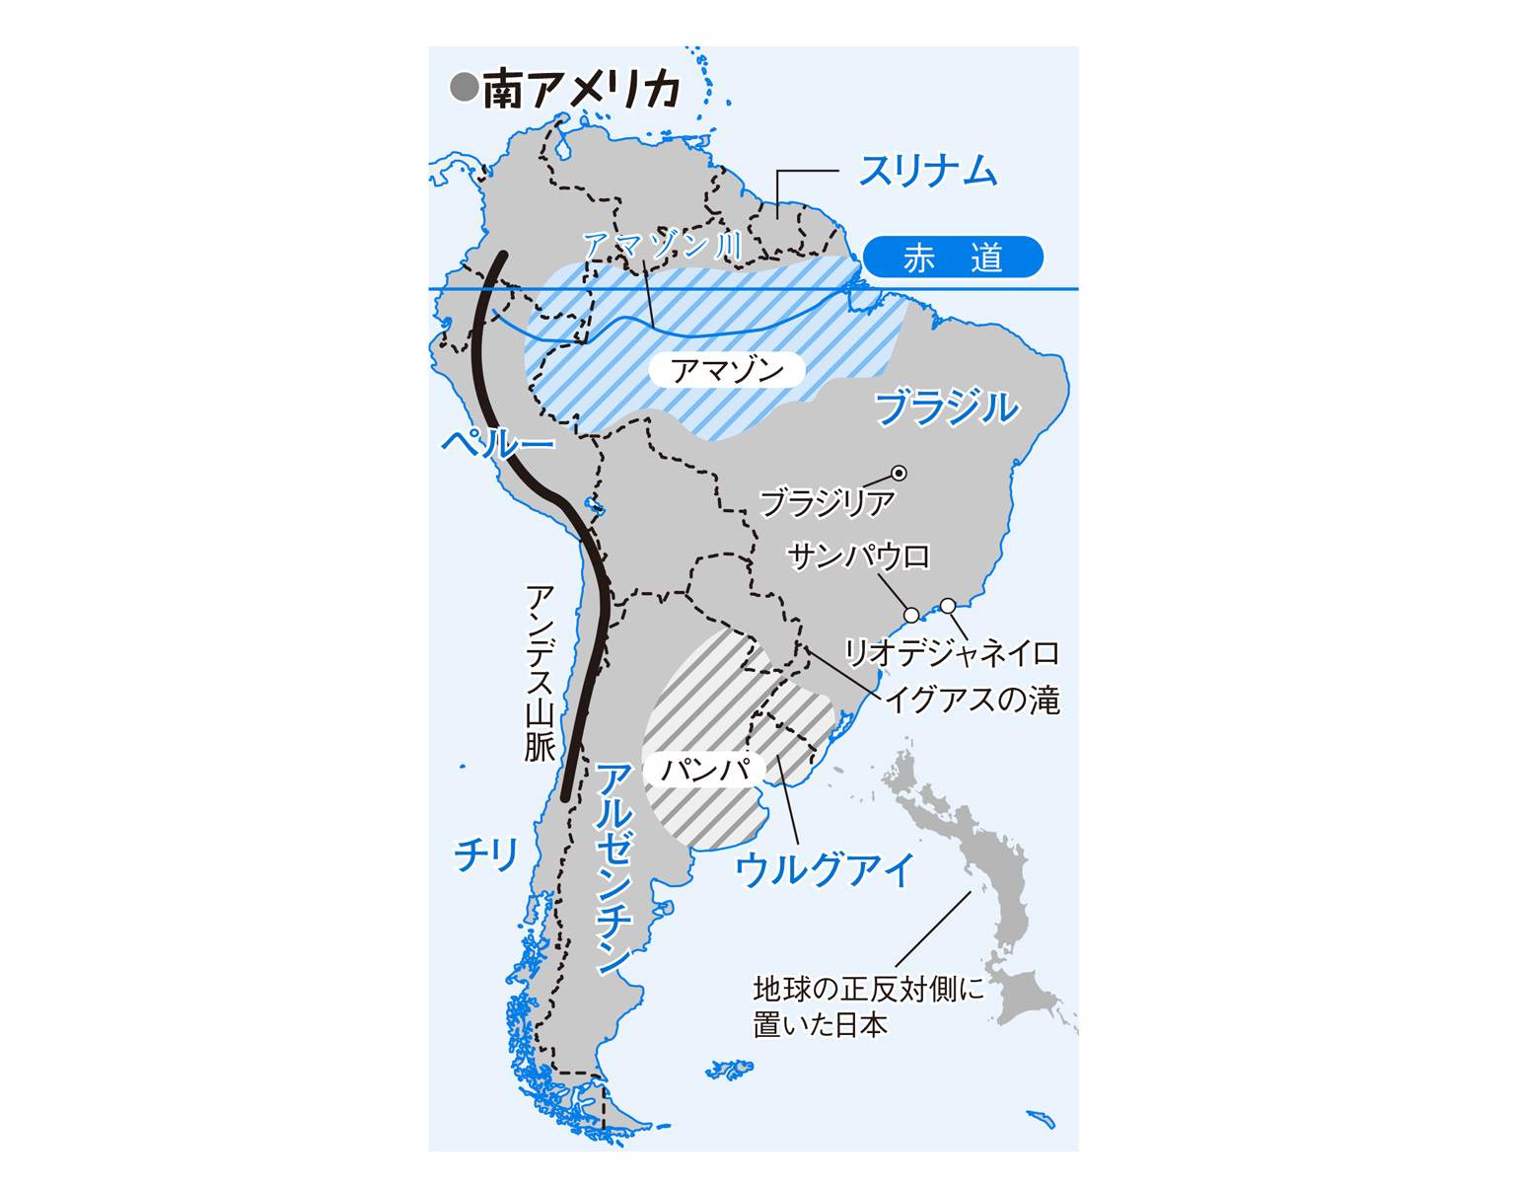 ●南アメリカ
スリナム
アマゾン川
赤 道
アマゾン
ブラジル
ペルー
ブラジリア
サンパウロ
アンデス山脈
リオデジャネイロ
イグアスの滝
パンパ
アルゼンチン
チリ
ウルグアイ
地球の正反対側に
置いた日本